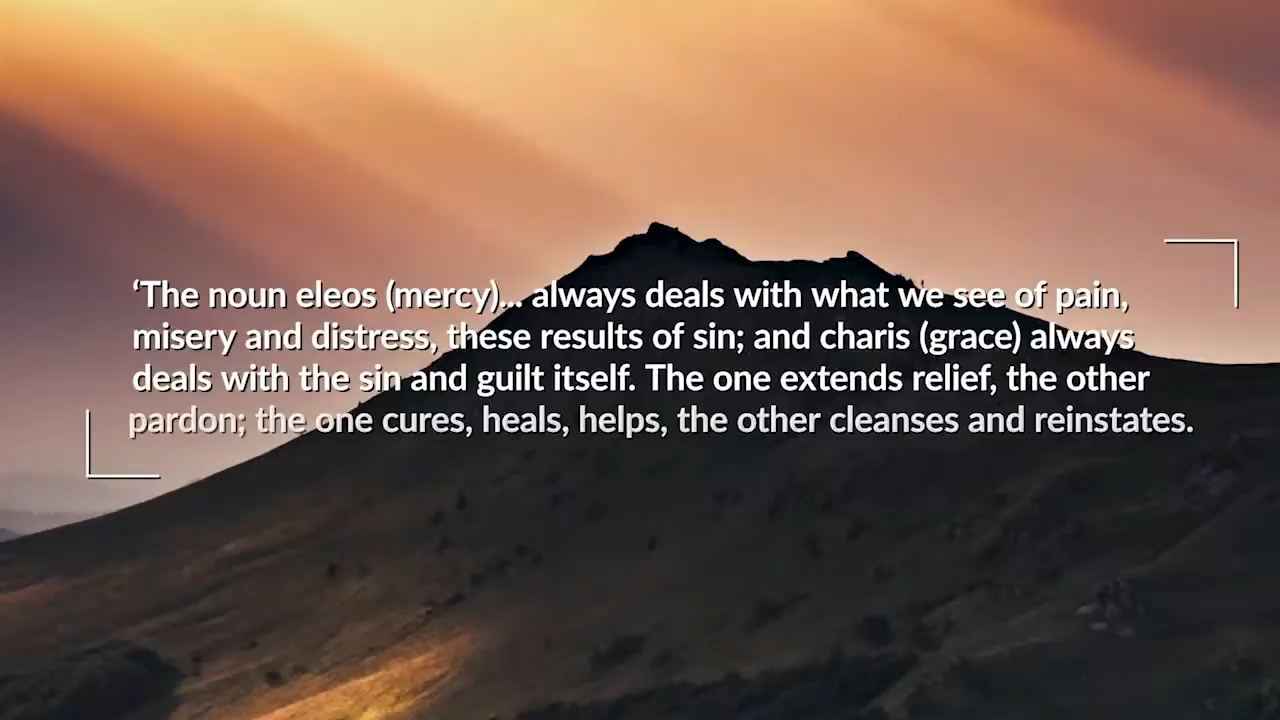 ‘The noun eleos (mercy)... always deals with what we see of pain,
misery and distress, these results of sin; and charis (grace) always
deals with the sin and guilt itself. The one extends relief, the other
pardon; the one cures, heals, helps, the other cleanses and reinstates.